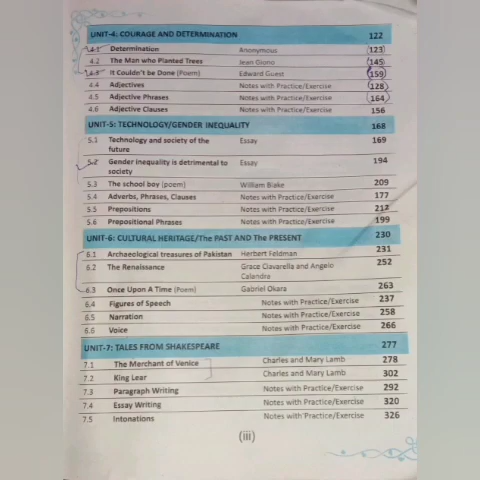 UNIT-4: COURAGE AND DETERMINATION 122
4.1 Determination Anonymous 123
4.2 The Man who Planted Trees Jean Giono 145
4.3 It Couldn't be Done (Poem) Edward Guest 159
4.4 Adjectives Notes with Practice/Exercise 128
4.5 Adjective Phrases Notes with Practice/Exercise 164
4.6 Adjective Clauses Notes with Practice/Exercise 156
UNIT-5: TECHNOLOGY/GENDER INEQUALITY 168
5.1 Technology and society of the Essay 169
future
5.2 Gender inequality is detrimental to Essay 194
society
5.3 The school boy (poem) William Blake 209
5.4 Adverbs, Phrases, Clauses Notes with Practice/Exercise 177
5.5 Prepositions Notes with Practice/Exercise 212
5.6 Prepositional Phrases Notes with Practice/Exercise 199
UNIT-6: CULTURAL HERITAGE/The PAST AND The PRESENT 230
6.1 Archaeological treasures of Pakistan Herbert Feldman 231
6.2 The Renaissance Grace Ciavarella and Angelo 252
Calendra
6.3 Once Upon A Time (Poem) Gabriel Okara 263
6.4 Figures of Speech Notes with Practice/Exercise 237
6.5 Narration Notes with Practice/Exercise 258
6.6 Voice Notes with Practice/Exercise 266
UNIT-7: TALES FROM SHAKESPEARE 277
7.1 The Merchant of Venice Charles and Mary Lamb 278
7.2 King Lear Charles and Mary Lamb 302
7.3 Paragraph Writing Notes with Practice/Exercise 292
7.4 Essay Writing Notes with Practice/Exercise 320
7.5 Intonations Notes with Practice/Exercise 326
(iii)